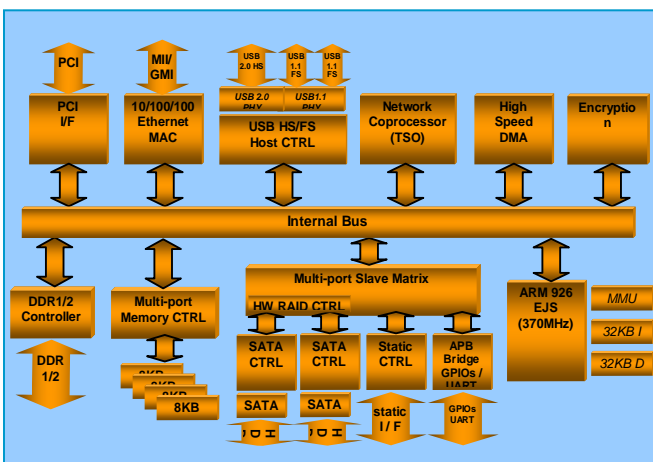 PCI
MII/
GMI
USB
2.0 HS
USB
1.1
FS
USB
1.1
FS
PCI
I/F
10/100/100
Ethernet
MAC
USB 2.0
PHY
USB1.1
PHY
USB HS/FS
Host CTRL
Network
Coprocessor
(TSO)
High
Speed
DMA
Encryptio
n
Internal Bus
DDR1/2
Controller
Multi-port
Memory CTRL
Multi-port Slave Matrix
HW RAID CTRL
ARM 926
EJS
(370MHz)
MMU
32KB I
32KB D
SATA
CTRL
SATA
CTRL
Static
CTRL
APB
Bridge
GPIOs /
UART
DDR
1/2
8KB
8KB
8KB
8KB
SATA
SATA
static
I / F
GPIOs
UART
H
D
H
D